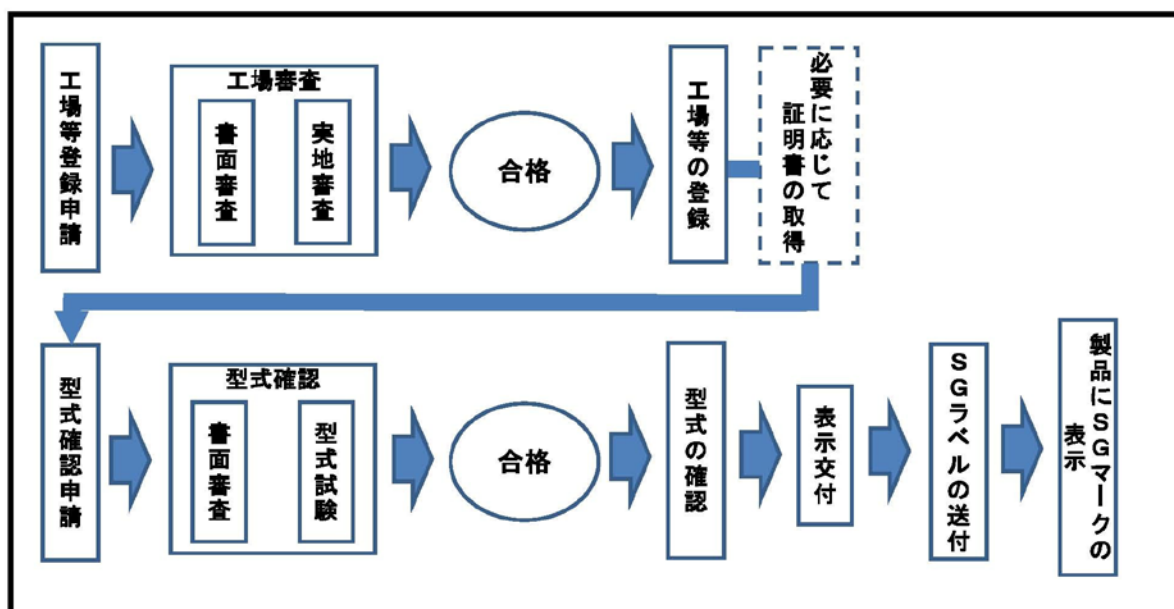 工場等登録申請
工場審査
書面審査
実地審査
合格
工場等の登録
必要に応じて
証明書の取得
型式確認申請
型式確認
書面審査
型式試験
合格
型式の確認
表示交付
SGラベルの送付
製品にSGマークの
表示